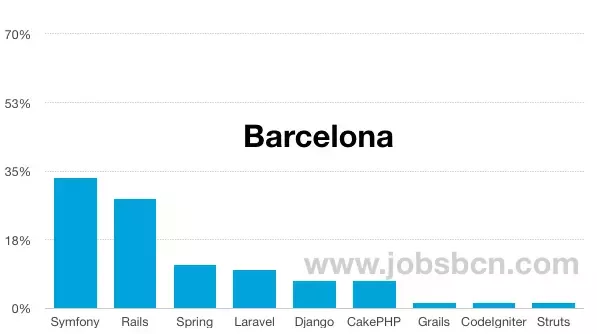 70%
53%
Barcelona
35%
18%
www.jobsbcn.com
0%
Symfony Rails Spring Laravel Django CakePHP Grails CodeIgniter Struts